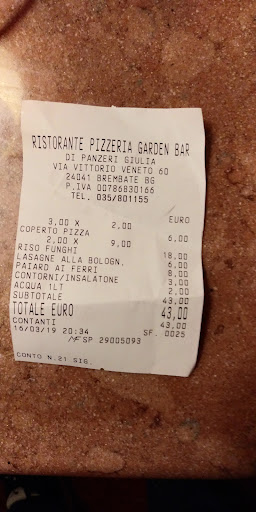 RISTORANTE PIZZERIA GARDEN BAR
DI PANZERI GIULIA
VIA VITTORIO VENETO 60
24041 BREMBATE BG
P.IVA 00786830166
TEL. 035/801155
EURO
3,00 X 2,00
COPERTO PIZZA 6,00
2,00 X 9,00
RISO FUNGHI 18,00
LASAGNE ALLA BOLOGN, 6,00
PAIARD AI FERRI 8,00
CONTORNI/INSALATONE 3,00
ACQUA 1LT 2,00
SUBTOTALE 43,00
TOTALE EURO 43,00
CONTANTI 43,00
16/03/19 20:34 SF. 0025
MF SP 29005093
CONTO N.21 SIG.